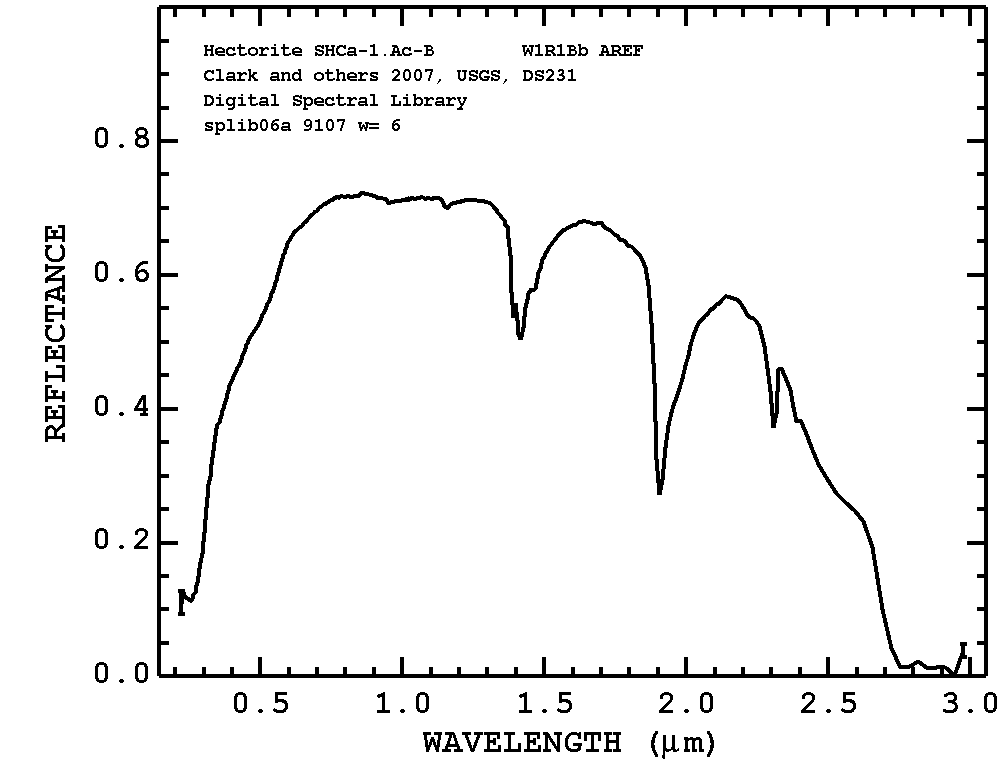 Hectorite SHCa-1.Ac-B W1R1Bb AREF
Clark and others 2007, USGS, DS231
Digital Spectral Library
splib06a 9107 w= 6
REFLECTANCE
0.8
0.6
0.4
0.2
0.0
0.5 1.0 1.5 2.0 2.5 3.0
WAVELENGTH (μm)